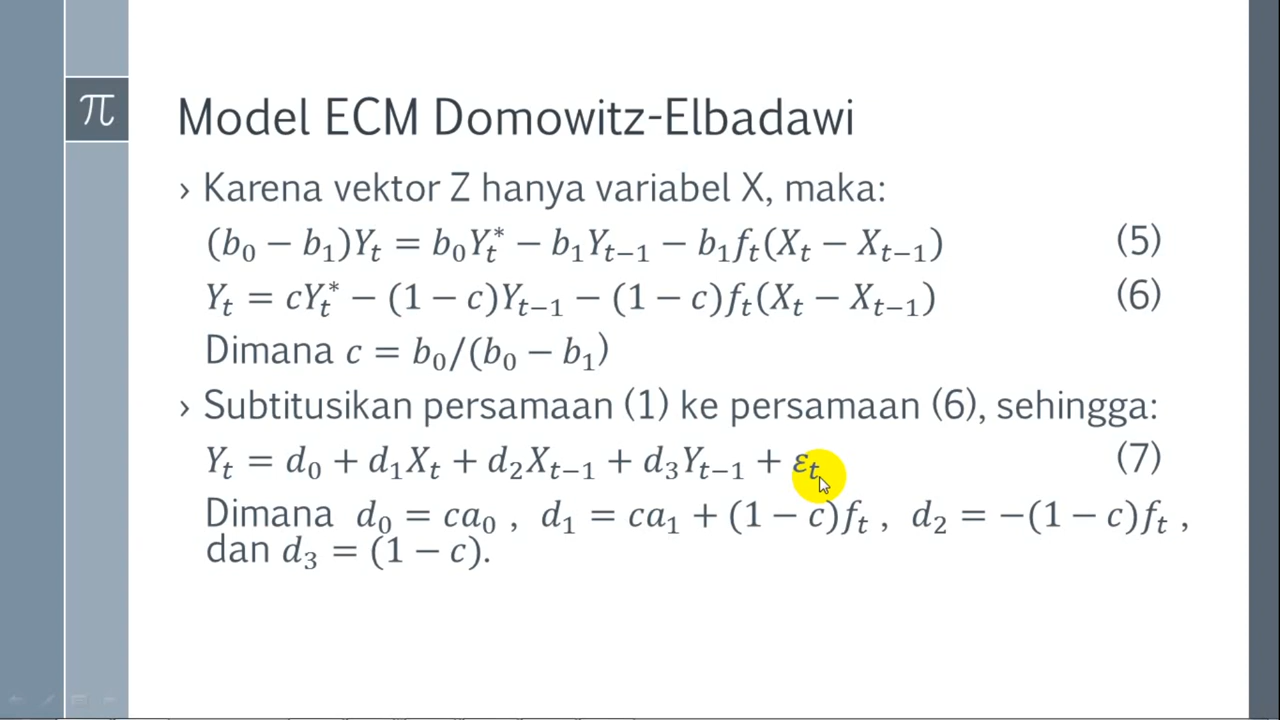 π
Model ECM Domowitz-Elbadawi
› Karena vektor Z hanya variabel X, maka:
(b₀ − b₁)Yₜ = b₀Yₜ* − b₁Yₜ₋₁ − b₁fₜ(Xₜ − Xₜ₋₁) (5)
Yₜ = cYₜ* − (1 − c)Yₜ₋₁ − (1 − c)fₜ(Xₜ − Xₜ₋₁) (6)
Dimana c = b₀/(b₀ − b₁)
› Subtitusikan persamaan (1) ke persamaan (6), sehingga:
Yₜ = d₀ + d₁Xₜ + d₂Xₜ₋₁ + d₃Yₜ₋₁ + εₜ (7)
Dimana d₀ = ca₀ , d₁ = ca₁ + (1 − c)fₜ , d₂ = −(1 − c)fₜ ,
dan d₃ = (1 − c).